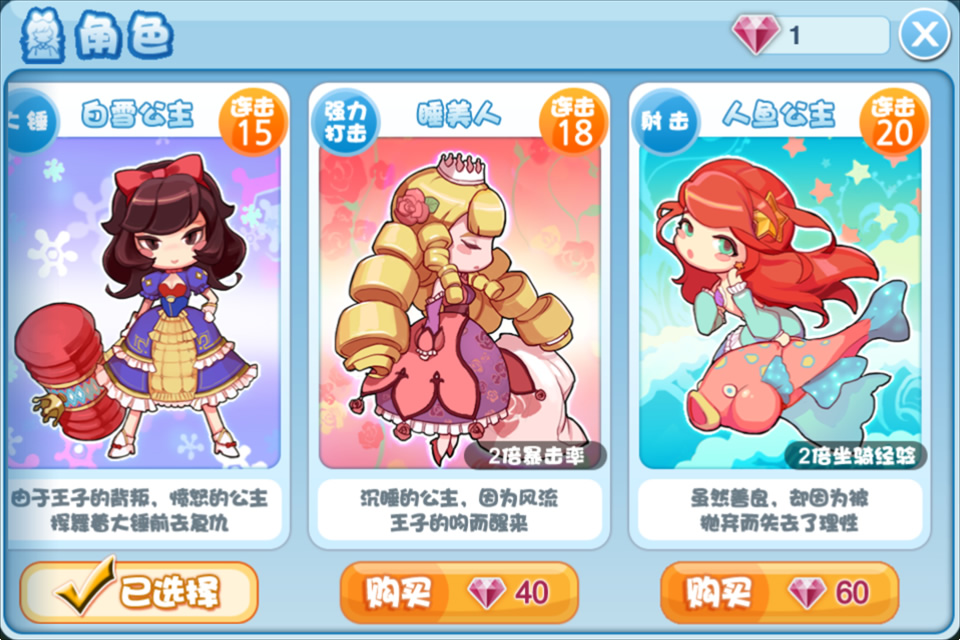 角色
1
锤
白雪公主
连击
15
强力
打击
睡美人
连击
18
射击
人鱼公主
连击
20
2倍暴击率
2倍坐骑经验
由于王子的背叛，愤怒的公主
挥舞着大锤前去复仇
沉睡的公主，因为风流
王子的吻而醒来
虽然善良，却因为被
抛弃而失去了理性
已选择
购买
40
购买
60